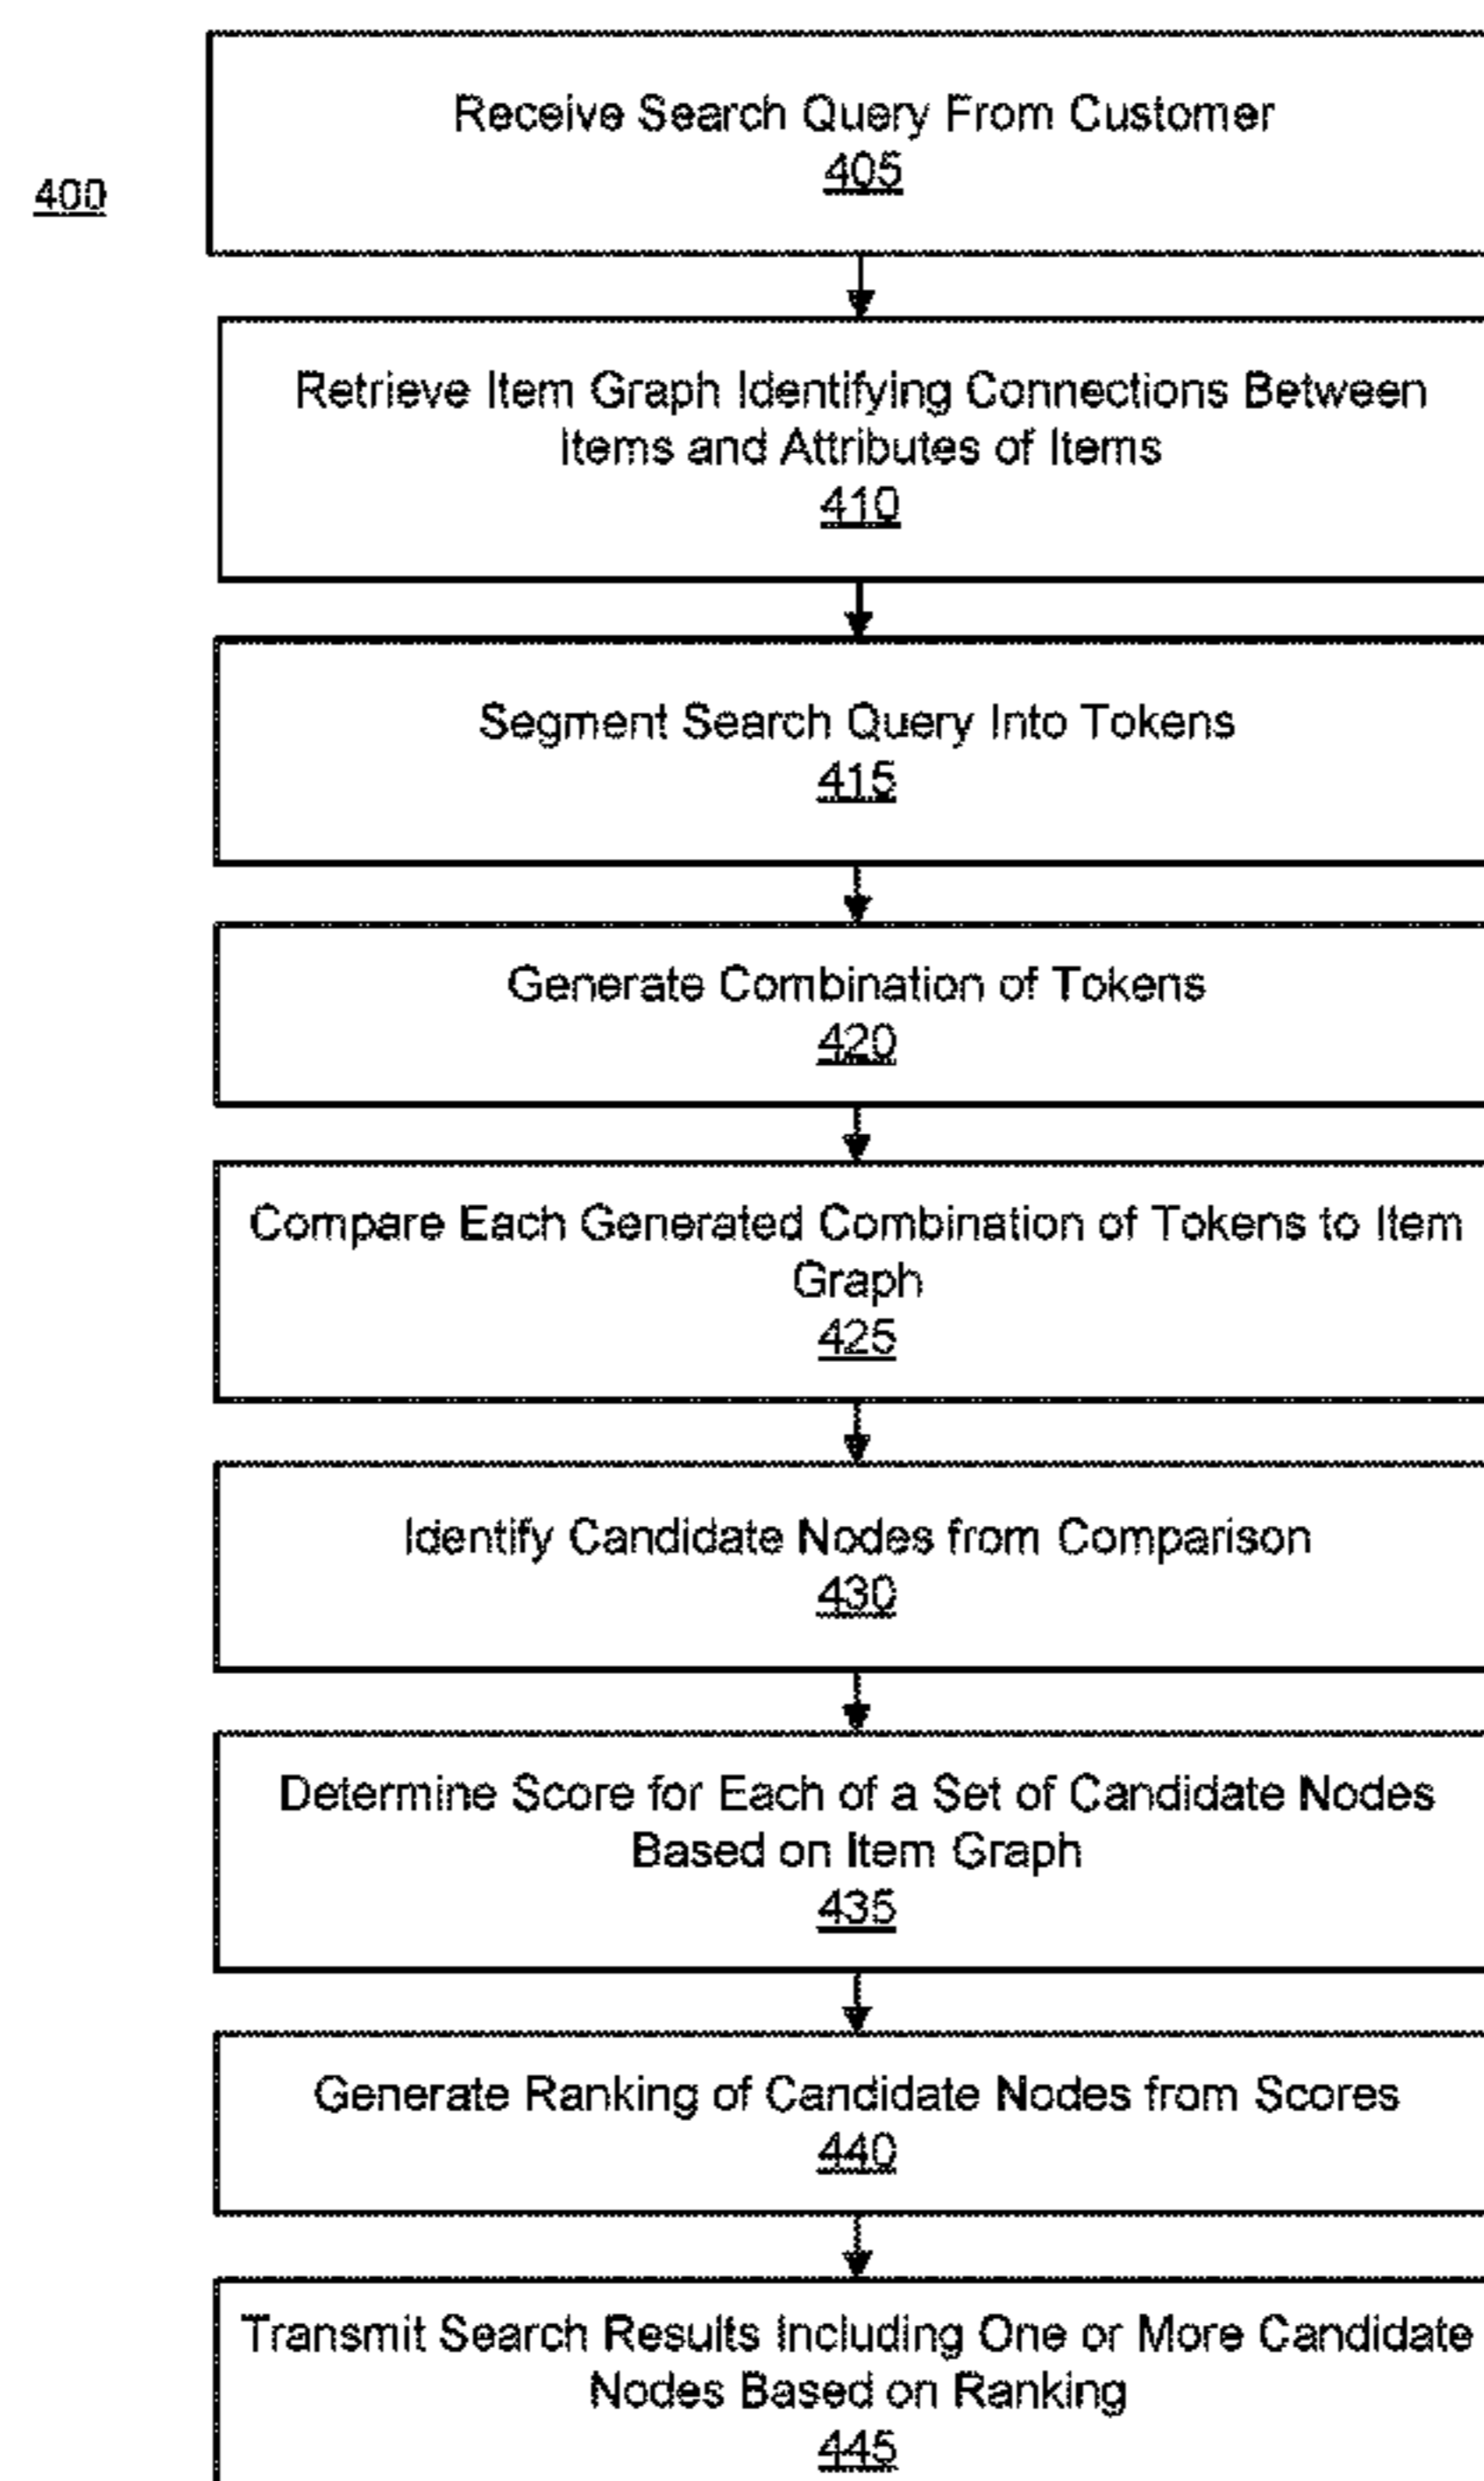 Receive Search Query From Customer
405
400
Retrieve Item Graph Identifying Connections Between
Items and Attributes of Items
410
Segment Search Query Into Tokens
415
Generate Combination of Tokens
420
Compare Each Generated Combination of Tokens to Item
Graph
425
Identify Candidate Nodes from Comparison
430
Determine Score for Each of a Set of Candidate Nodes
Based on Item Graph
435
Generate Ranking of Candidate Nodes from Scores
440
Transmit Search Results Including One or More Candidate
Nodes Based on Ranking
445